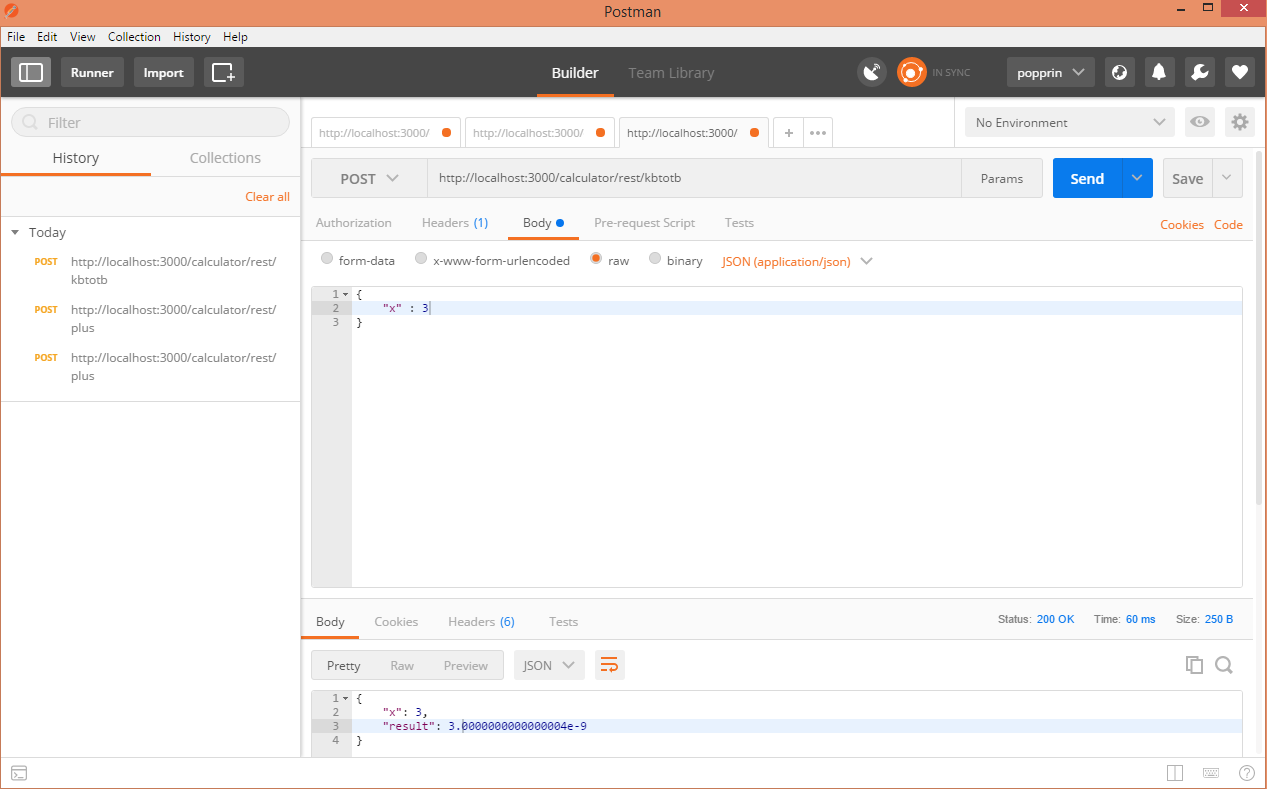 Postman
File Edit View Collection History Help
Runner Import Builder Team Library IN SYNC popprin
Filter
History Collections
Clear all
Today
POST http://localhost:3000/calculator/rest/
kbtotb
POST http://localhost:3000/calculator/rest/
plus
POST http://localhost:3000/calculator/rest/
plus
http://localhost:3000/ http://localhost:3000/ http://localhost:3000/ + ••• No Environment
POST http://localhost:3000/calculator/rest/kbtotb Params Send Save
Authorization Headers (1) Body Pre-request Script Tests Cookies Code
form-data x-www-form-urlencoded raw binary JSON (application/json)
1 {
2 "x" : 3
3 }
Body Cookies Headers (6) Tests Status: 200 OK Time: 60 ms Size: 250 B
Pretty Raw Preview JSON
1 {
2 "x": 3,
3 "result": 3.0000000000000004e-9
4 }